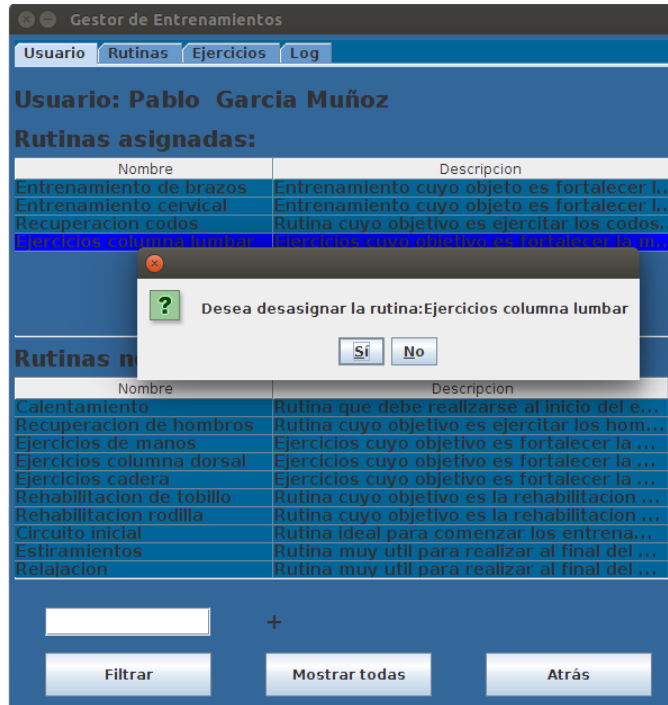 Gestor de Entrenamientos
Usuario Rutinas Ejercicios Log
Usuario: Pablo  Garcia Muñoz
Rutinas asignadas:
Nombre Descripcion
Entrenamiento de brazos Entrenamiento cuyo objeto es fortalecer l...
Entrenamiento cervical Entrenamiento cuyo objeto es fortalecer l...
Recuperacion codos Rutina cuyo objetivo es ejercitar los codos...
Ejercicios columna lumbar Ejercicios cuyo objetivo es fortalecer la m...
Desea desasignar la rutina:Ejercicios columna lumbar
Sí No
Rutinas
Nombre Descripcion
Calentamiento Rutina que debe realizarse al inicio del e...
Recuperacion de hombros Rutina cuyo objetivo es ejercitar los hom...
Ejercicios de manos Ejercicios cuyo objetivo es fortalecer la ...
Ejercicios columna dorsal Ejercicios cuyo objetivo es fortalecer la ...
Ejercicios cadera Ejercicios cuyo objetivo es fortalecer la ...
Rehabilitacion de tobillo Rutina cuyo objetivo es la rehabilitacion ...
Rehabilitacion rodilla Rutina cuyo objetivo es la rehabilitacion ...
Circuito inicial Rutina ideal para comenzar los entrena...
Estiramientos Rutina muy util para realizar al final del ...
Relajacion Rutina muy util para realizar al final del ...
+
Filtrar Mostrar todas Atrás